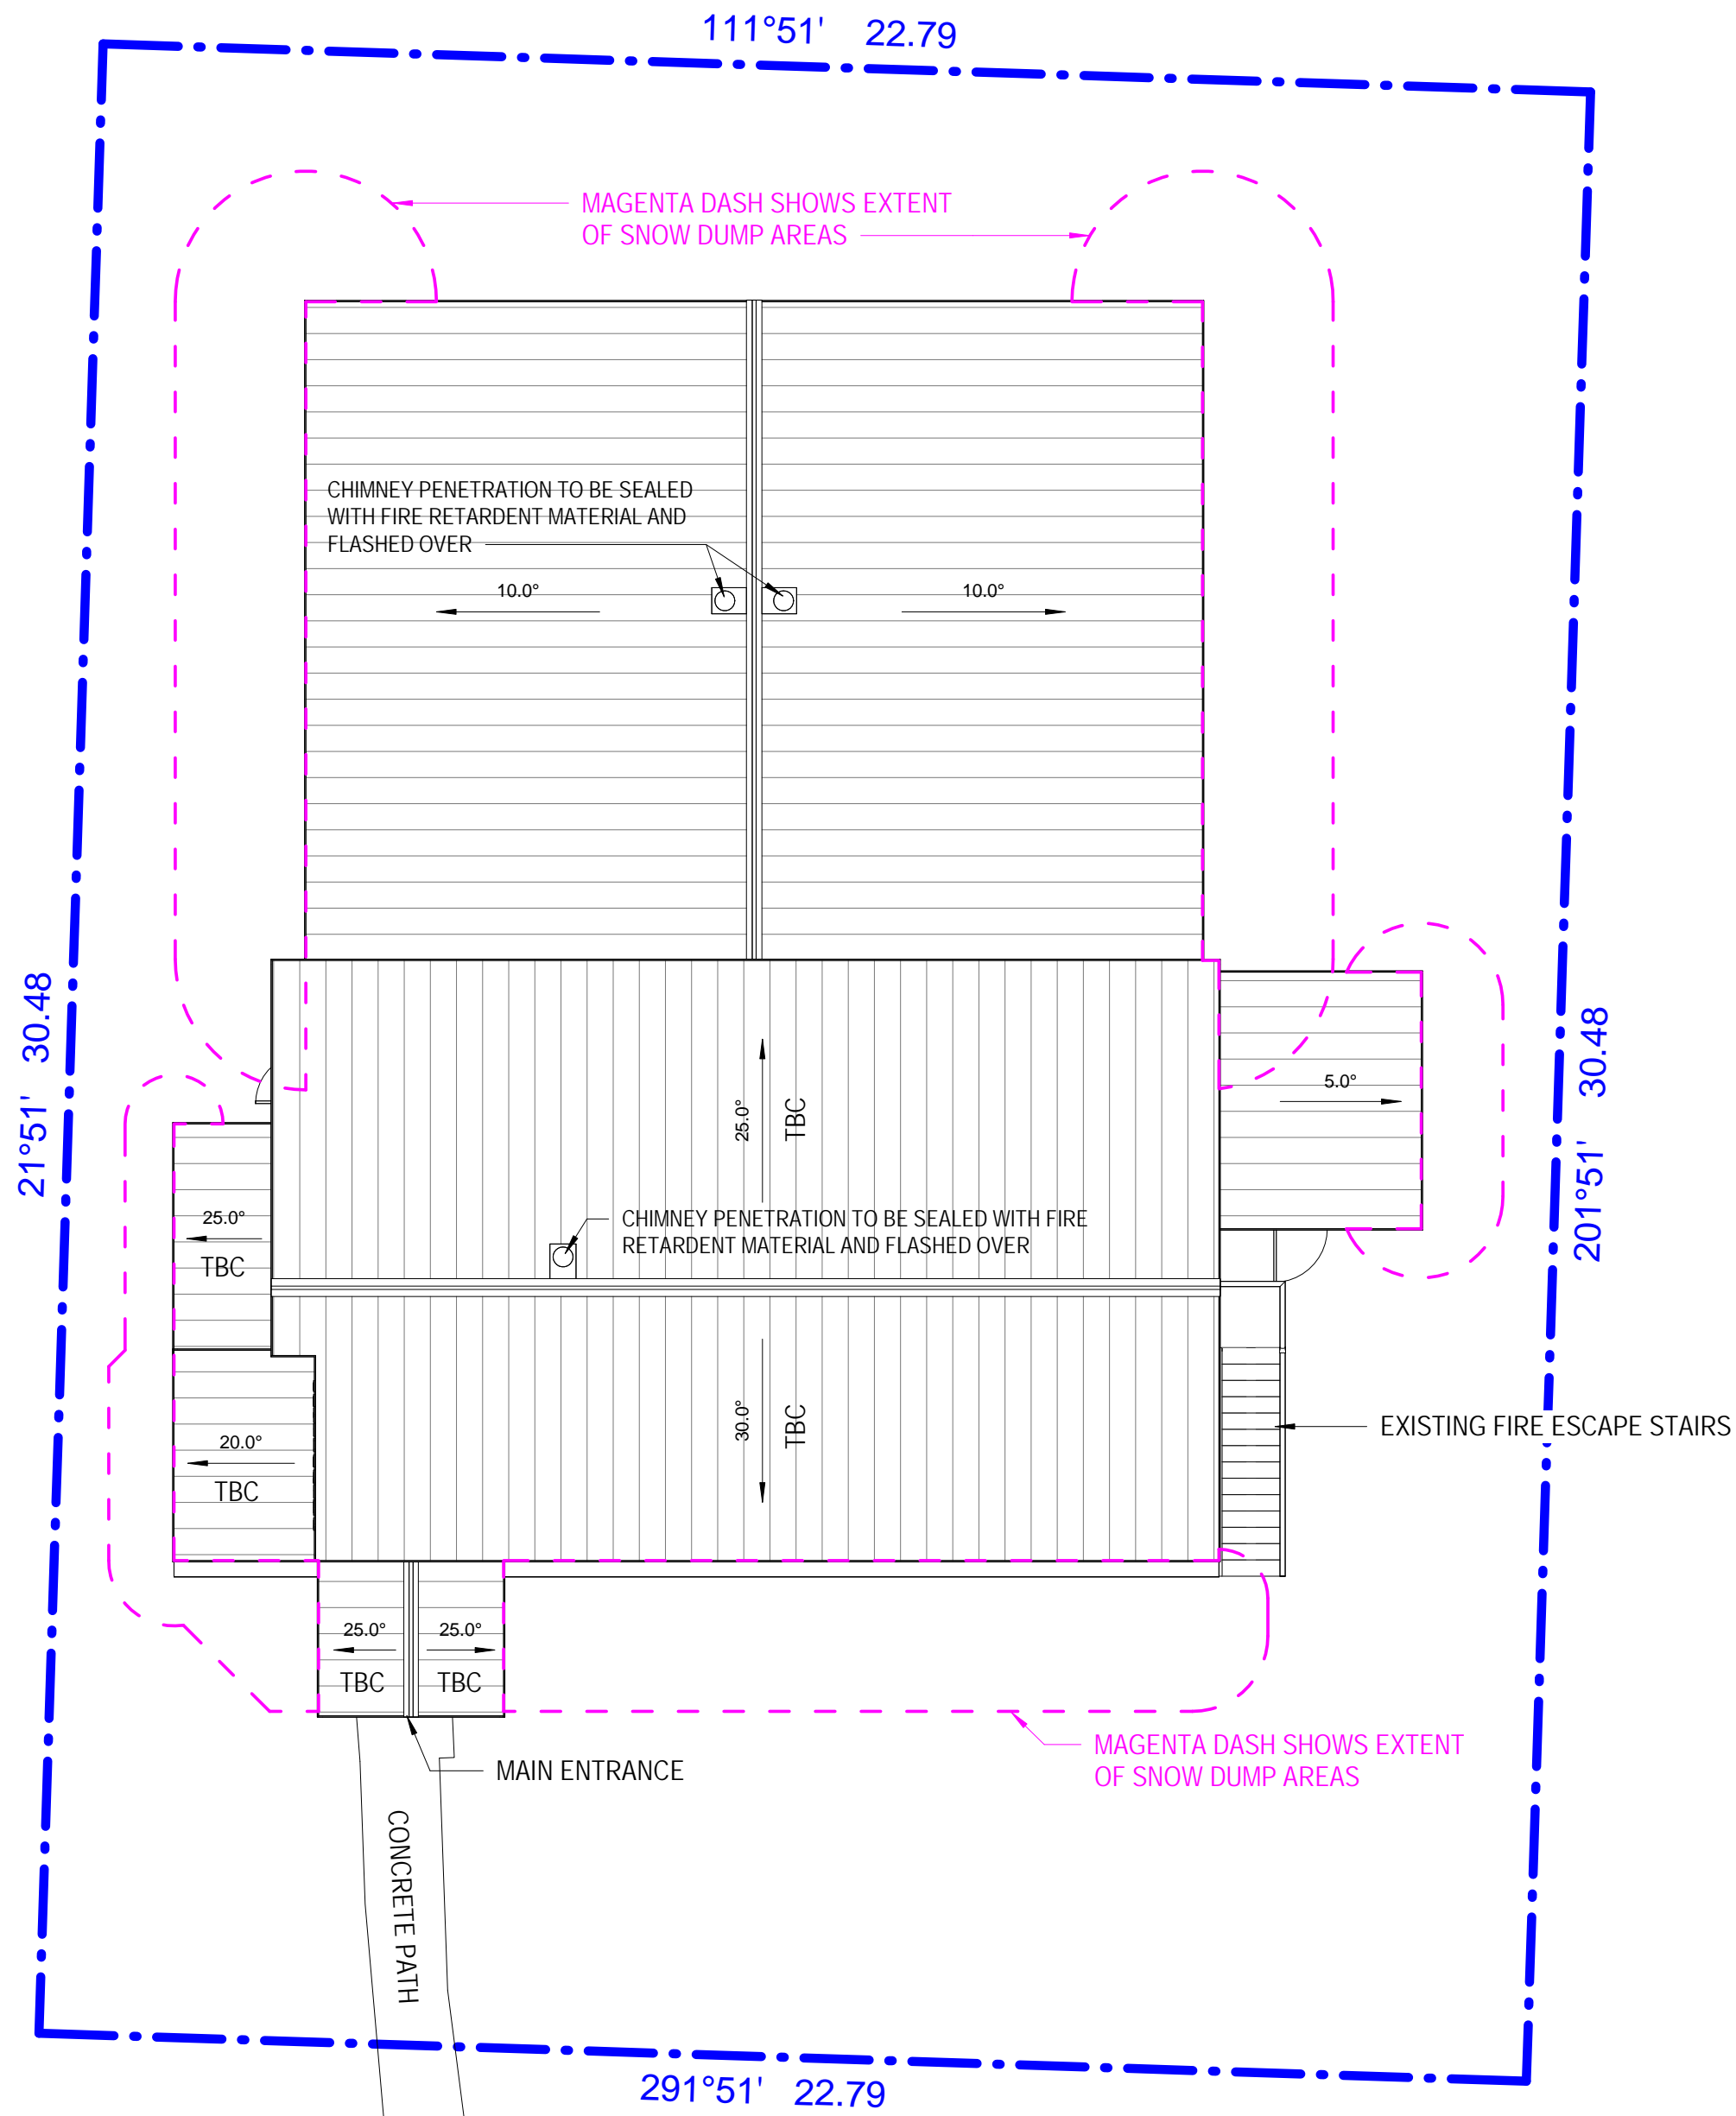 111°51' 22.79
MAGENTA DASH SHOWS EXTENT
OF SNOW DUMP AREAS
CHIMNEY PENETRATION TO BE SEALED
WITH FIRE RETARDENT MATERIAL AND
FLASHED OVER
10.0°
10.0°
21°51' 30.48
201°51' 30.48
5.0°
25.0°
TBC
25.0°
TBC
CHIMNEY PENETRATION TO BE SEALED WITH FIRE
RETARDENT MATERIAL AND FLASHED OVER
30.0°
TBC
20.0°
TBC
EXISTING FIRE ESCAPE STAIRS
25.0°
TBC
25.0°
TBC
MAIN ENTRANCE
MAGENTA DASH SHOWS EXTENT
OF SNOW DUMP AREAS
CONCRETE PATH
291°51' 22.79